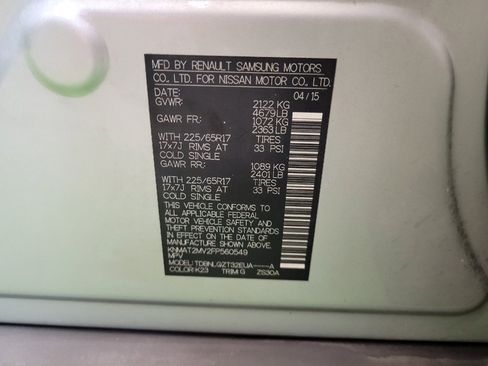 MFD BY RENAULT SAMSUNG MOTORS
CO., LTD. FOR NISSAN MOTOR CO., LTD.
DATE: 04/15
GVWR: 2122 KG
4679 LB
GAWR FR: 1072 KG
2363 LB
WITH 225/65R17 TIRES
17x7J RIMS AT 33 PSI
COLD SINGLE
GAWR RR: 1089 KG
2401 LB
WITH 225/65R17 TIRES
17x7J RIMS AT 33 PSI
COLD SINGLE
THIS VEHICLE CONFORMS TO
ALL APPLICABLE FEDERAL
MOTOR VEHICLE SAFETY AND
THEFT PREVENTION STANDARDS
IN EFFECT ON THE DATE OF
MANUFACTURE SHOWN ABOVE.
KNMAT2MV2FP560549
MPV
MODEL: TDBNLGZT32EUA-----A
COLOR: K23 TRIM: G ZS30A